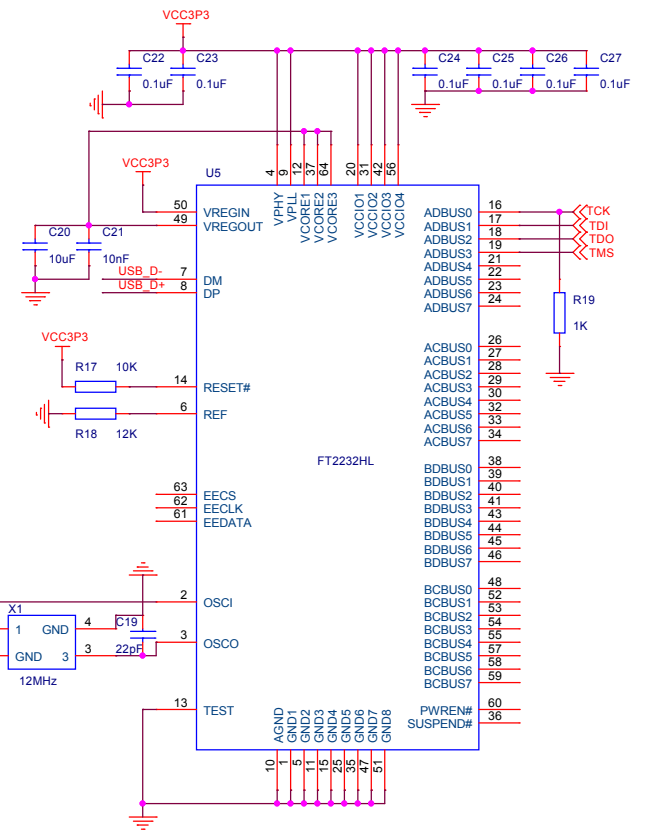 VCC3P3
C22
C23
C24
C25
C26
C27
0.1uF
0.1uF
0.1uF
0.1uF
0.1uF
0.1uF
VCC3P3
U5
4
9
12
37
64
20
31
42
56
VPHY
VPLL
VCORE1
VCORE2
VCORE3
VCCIO1
VCCIO2
VCCIO3
VCCIO4
50 VREGIN
49 VREGOUT
C20
C21
10uF
10nF
USB_D- 7 DM
USB_D+ 8 DP
VCC3P3
R17 10K
14 RESET#
6 REF
R18 12K
FT2232HL
63 EECS
62 EECLK
61 EEDATA
2 OSCI
3 OSCO
X1
1 GND 4
GND 3 3
12MHz
C19
22pF
13 TEST
ADBUS0 16 TCK
ADBUS1 17 TDI
ADBUS2 18 TDO
ADBUS3 19 TMS
ADBUS4 21
ADBUS5 22
ADBUS6 23
ADBUS7 24
R19
1K
ACBUS0 26
ACBUS1 27
ACBUS2 28
ACBUS3 29
ACBUS4 30
ACBUS5 32
ACBUS6 33
ACBUS7 34
BDBUS0 38
BDBUS1 39
BDBUS2 40
BDBUS3 41
BDBUS4 43
BDBUS5 44
BDBUS6 45
BDBUS7 46
BCBUS0 48
BCBUS1 52
BCBUS2 53
BCBUS3 54
BCBUS4 55
BCBUS5 57
BCBUS6 58
BCBUS7 59
PWREN# 60
SUSPEND# 36
AGND
GND1
GND2
GND3
GND4
GND5
GND6
GND7
GND8
10
1
5
11
15
25
35
47
51